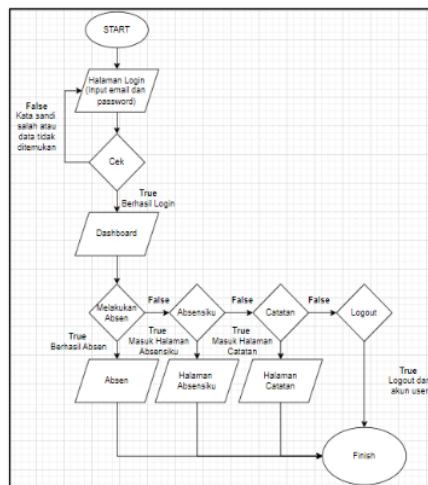 START
Halaman Login
(Input email dan
password)
False
Kata sandi
salah atau
data tidak
ditemukan
Cek
True
Berhasil Login
Dashboard
Melakukan
Absen
False
Absensiku
False
Catatan
False
Logout
True
Berhasil Absen
True
Masuk Halaman
Absensiku
True
Masuk Halaman
Catatan
Absen
Halaman
Absensiku
Halaman
Catatan
True
Logout dar
akun user
Finish